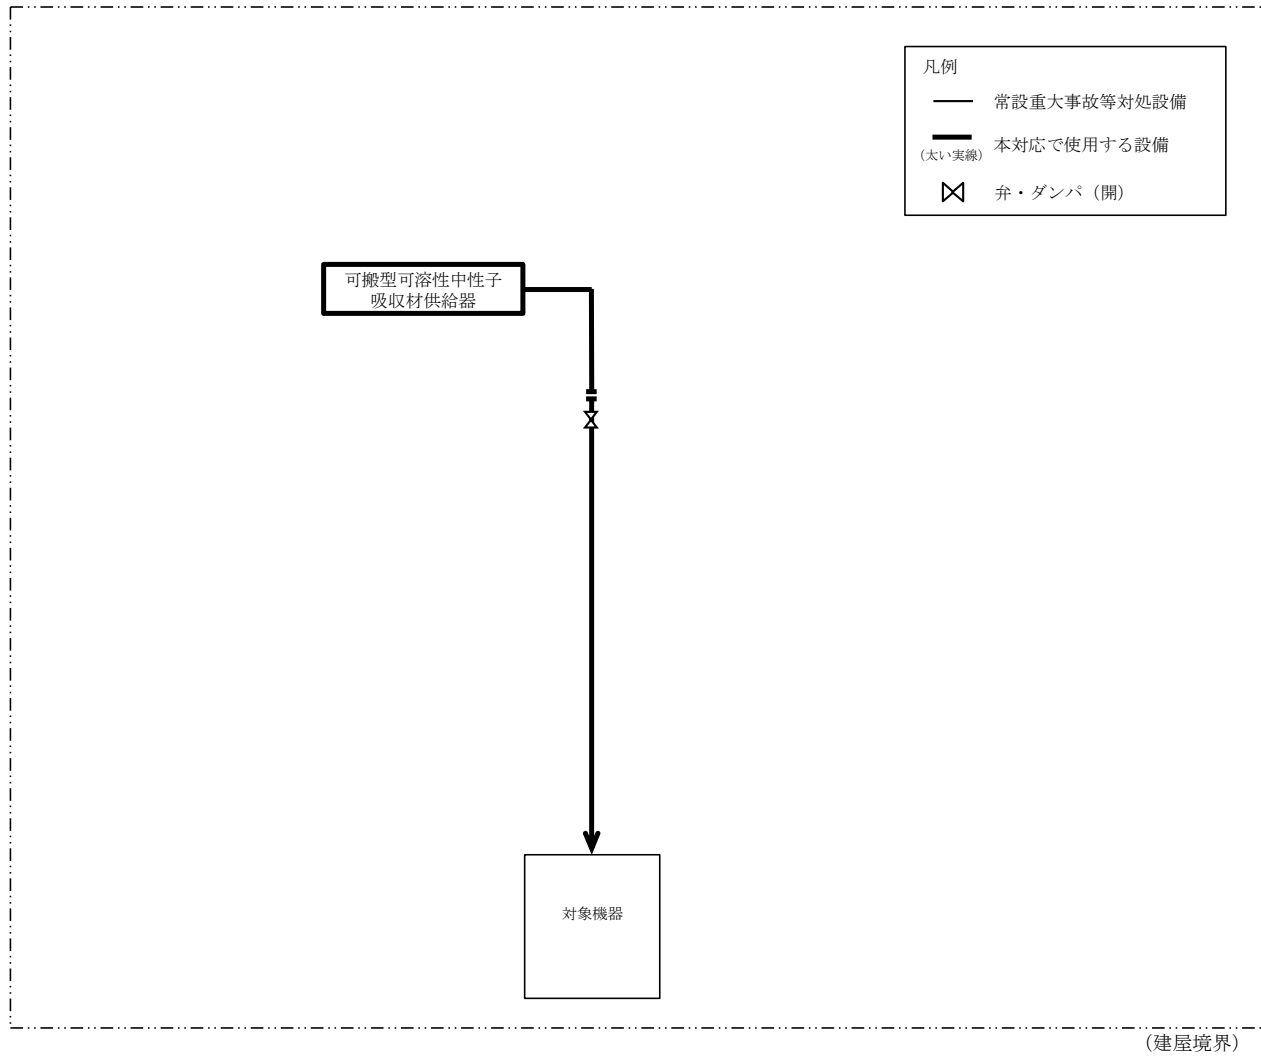 凡例
常設重大事故等対処設備
(太い実線)
本対応で使用する設備
弁・ダンパ（開）
可搬型可溶性中性子
吸収材供給器
対象機器
（建屋境界）